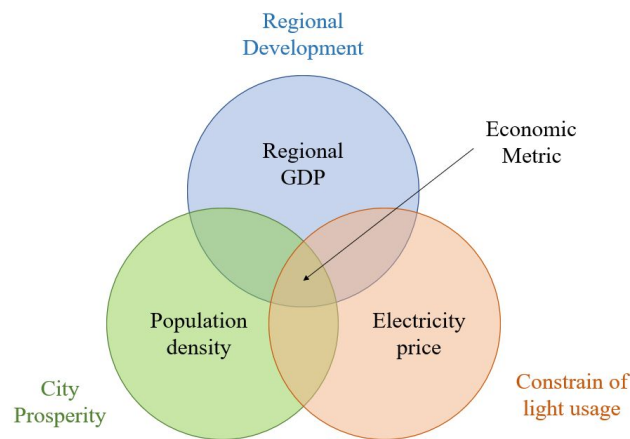 Regional
Development
Economic
Metric
Regional
GDP
Population
density
Electricity
price
City
Prosperity
Constrain of
light usage